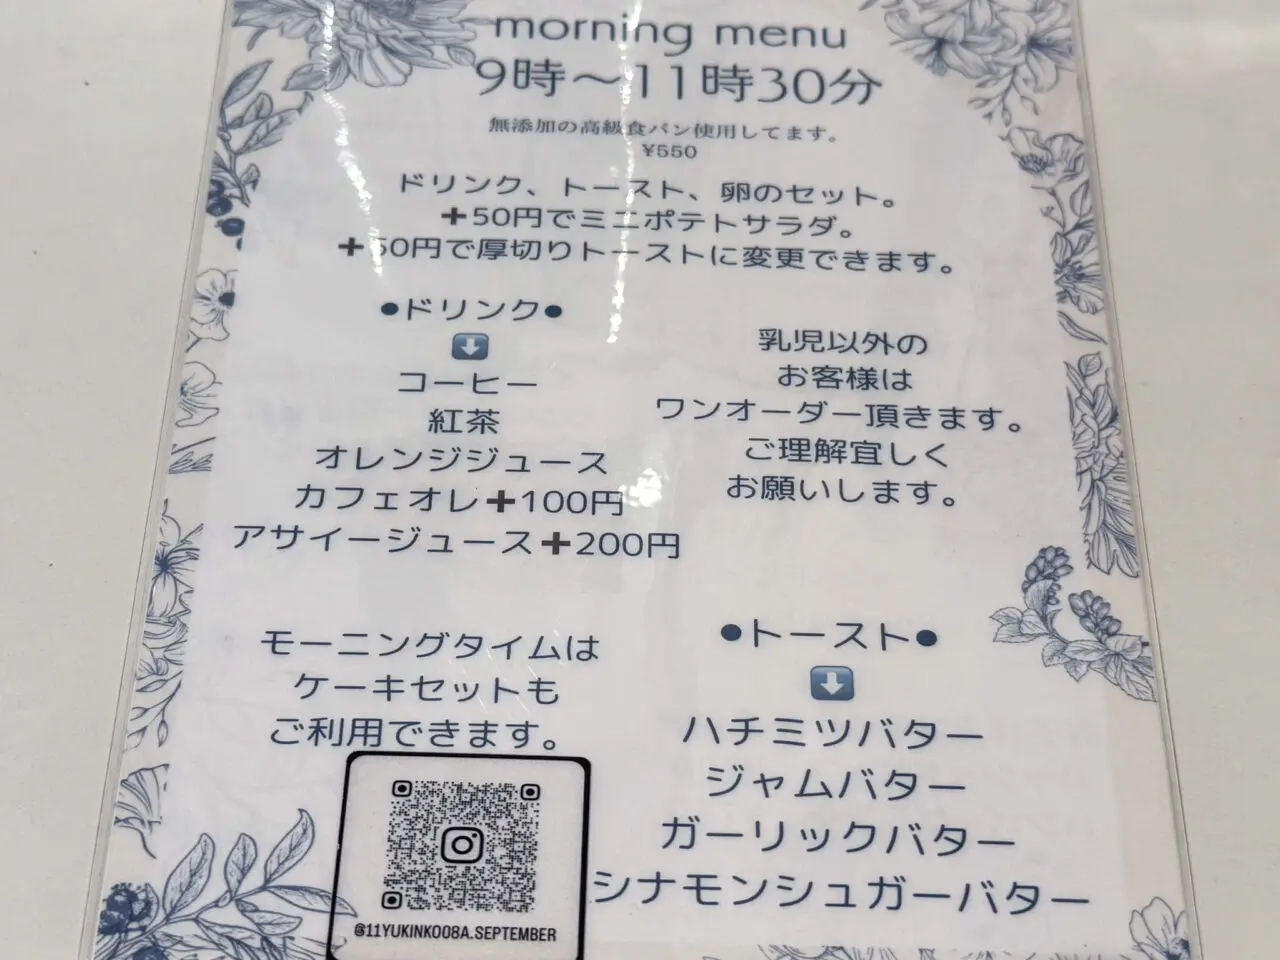 morning menu
9時～11時30分
無添加の高級食パン使用してます。
¥550
ドリンク、トースト、卵のセット。
➕50円でミニポテトサラダ。
➕50円で厚切りトーストに変更できます。
●ドリンク●
⬇️
コーヒー
紅茶
オレンジジュース
カフェオレ➕100円
アサイージュース➕200円
乳児以外の
お客様は
ワンオーダー頂きます。
ご理解宜しく
お願いします。
モーニングタイムは
ケーキセットも
ご利用できます。
@11YUKINKO08A.SEPTEMBER
●トースト●
⬇️
ハチミツバター
ジャムバター
ガーリックバター
シナモンシュガーバター